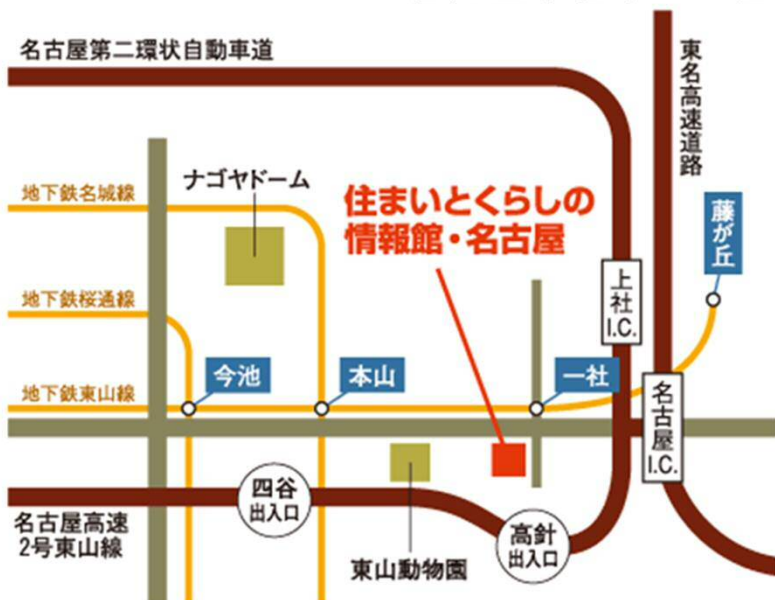 名古屋第二環状自動車道
東名高速道路
地下鉄名城線
ナゴヤドーム
住まいとくらしの
情報館・名古屋
藤が丘
上社
I.C.
地下鉄桜通線
今池
本山
一社
地下鉄東山線
名古屋
I.C.
四谷
出入口
名古屋高速
2号東山線
高針
出入口
東山動物園